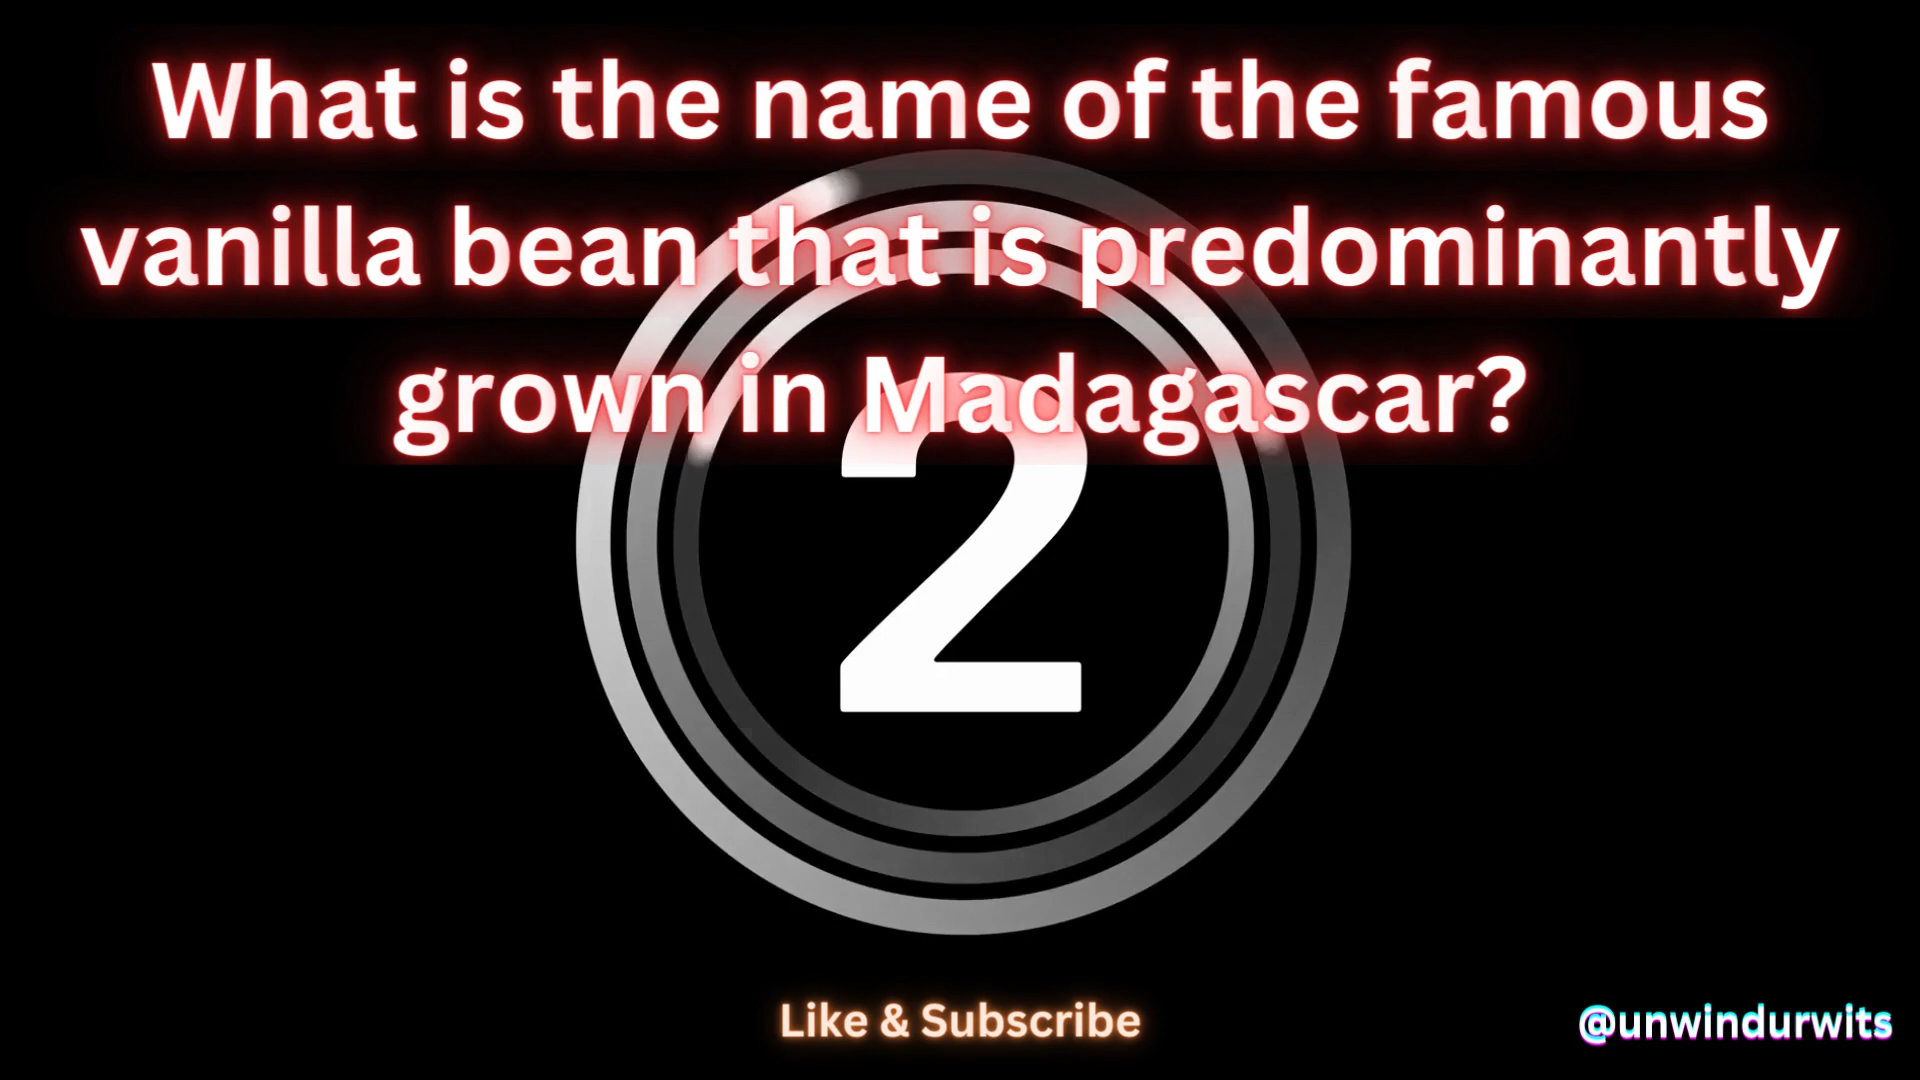 What is the name of the famous
vanilla bean that is predominantly
grown in Madagascar?
2
Like & Subscribe
@unwindurwits